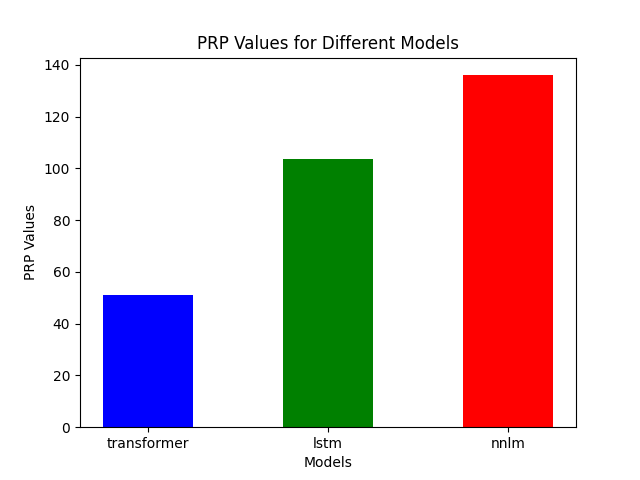 PRP Values for Different Models
140
120
100
80
60
40
20
0
PRP Values
transformer
lstm
nnlm
Models